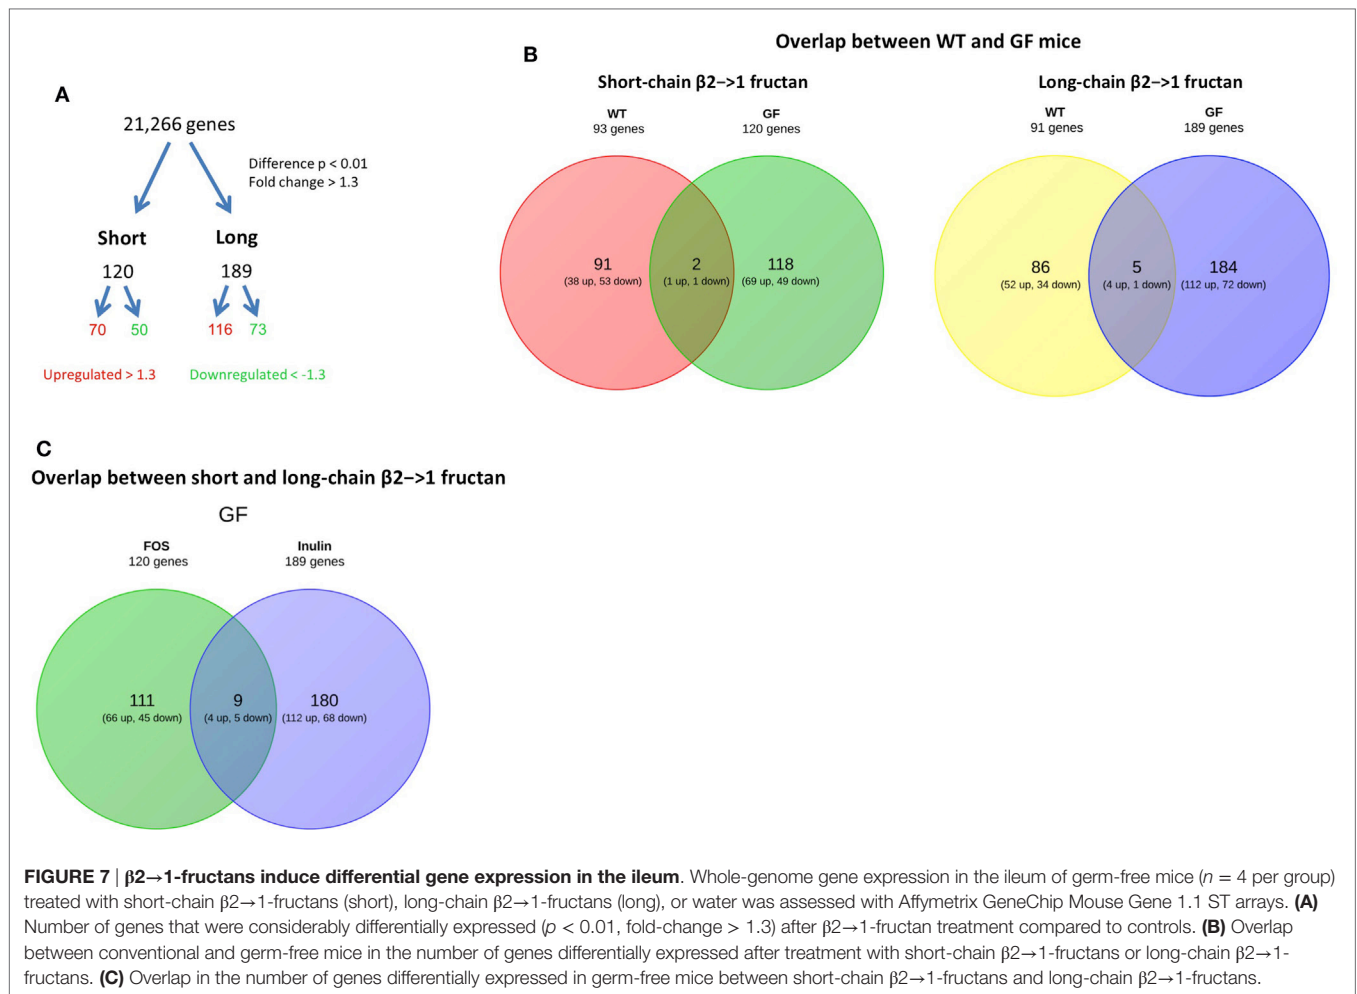 A
21,266 genes
Difference p < 0.01
Fold change > 1.3
Short
Long
120
189
70
50
116
73
Upregulated > 1.3
Downregulated < -1.3
B
Overlap between WT and GF mice
Short-chain β2–>1 fructan
WT
93 genes
GF
120 genes
91
(38 up, 53 down)
2
(1 up, 1 down)
118
(69 up, 49 down)
Long-chain β2–>1 fructan
WT
91 genes
GF
189 genes
86
(52 up, 34 down)
5
(4 up, 1 down)
184
(112 up, 72 down)
C
Overlap between short and long-chain β2–>1 fructan
GF
FOS
120 genes
Inulin
189 genes
111
(66 up, 45 down)
9
(4 up, 5 down)
180
(112 up, 68 down)
FIGURE 7 | β2→1-fructans induce differential gene expression in the ileum. Whole-genome gene expression in the ileum of germ-free mice (n = 4 per group)
treated with short-chain β2→1-fructans (short), long-chain β2→1-fructans (long), or water was assessed with Affymetrix GeneChip Mouse Gene 1.1 ST arrays. (A)
Number of genes that were considerably differentially expressed (p < 0.01, fold-change > 1.3) after β2→1-fructan treatment compared to controls. (B) Overlap
between conventional and germ-free mice in the number of genes differentially expressed after treatment with short-chain β2→1-fructans or long-chain β2→1-
fructans. (C) Overlap in the number of genes differentially expressed in germ-free mice between short-chain β2→1-fructans and long-chain β2→1-fructans.